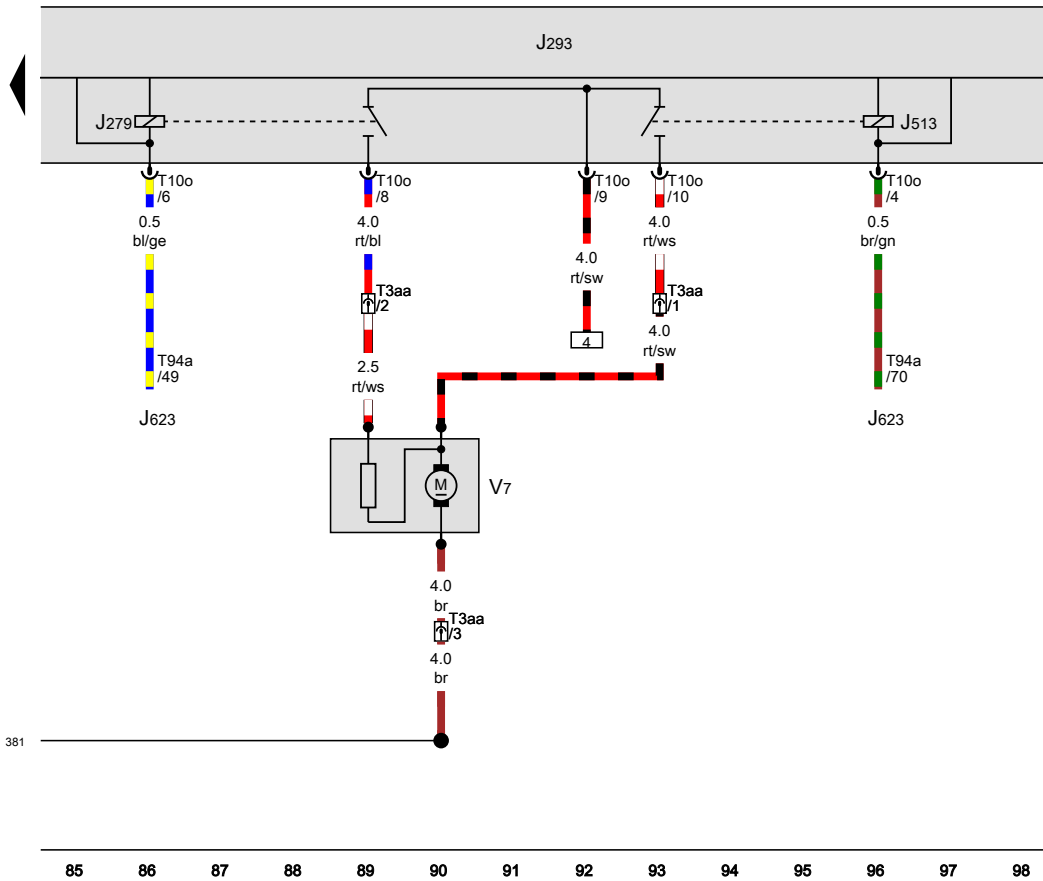 J293
J279
J513
T10o
/6
T10o
/8
T10o
/9
T10o
/10
T10o
/4
0.5
bl/ge
4.0
rt/bl
4.0
rt/sw
4.0
rt/ws
0.5
br/gn
T3aa
/2
T3aa
/1
4.0
rt/sw
4
2.5
rt/ws
T94a
/49
T94a
/70
J623
J623
M
V7
4.0
br
T3aa
/3
4.0
br
381
85 86 87 88 89 90 91 92 93 94 95 96 97 98